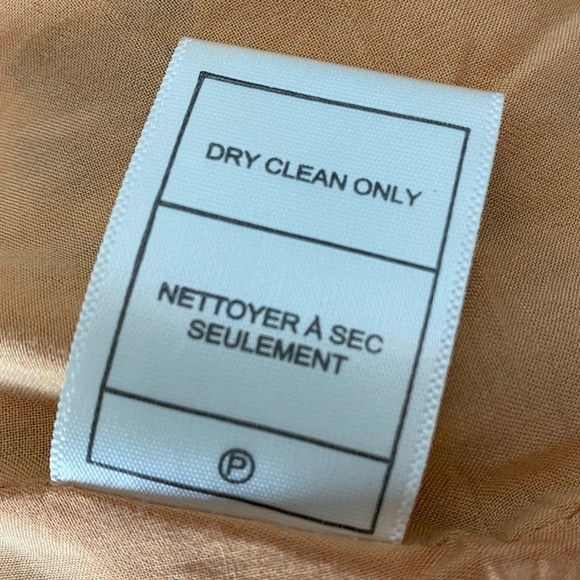 DRY CLEAN ONLY
NETTOYER À SEC
SEULEMENT
P